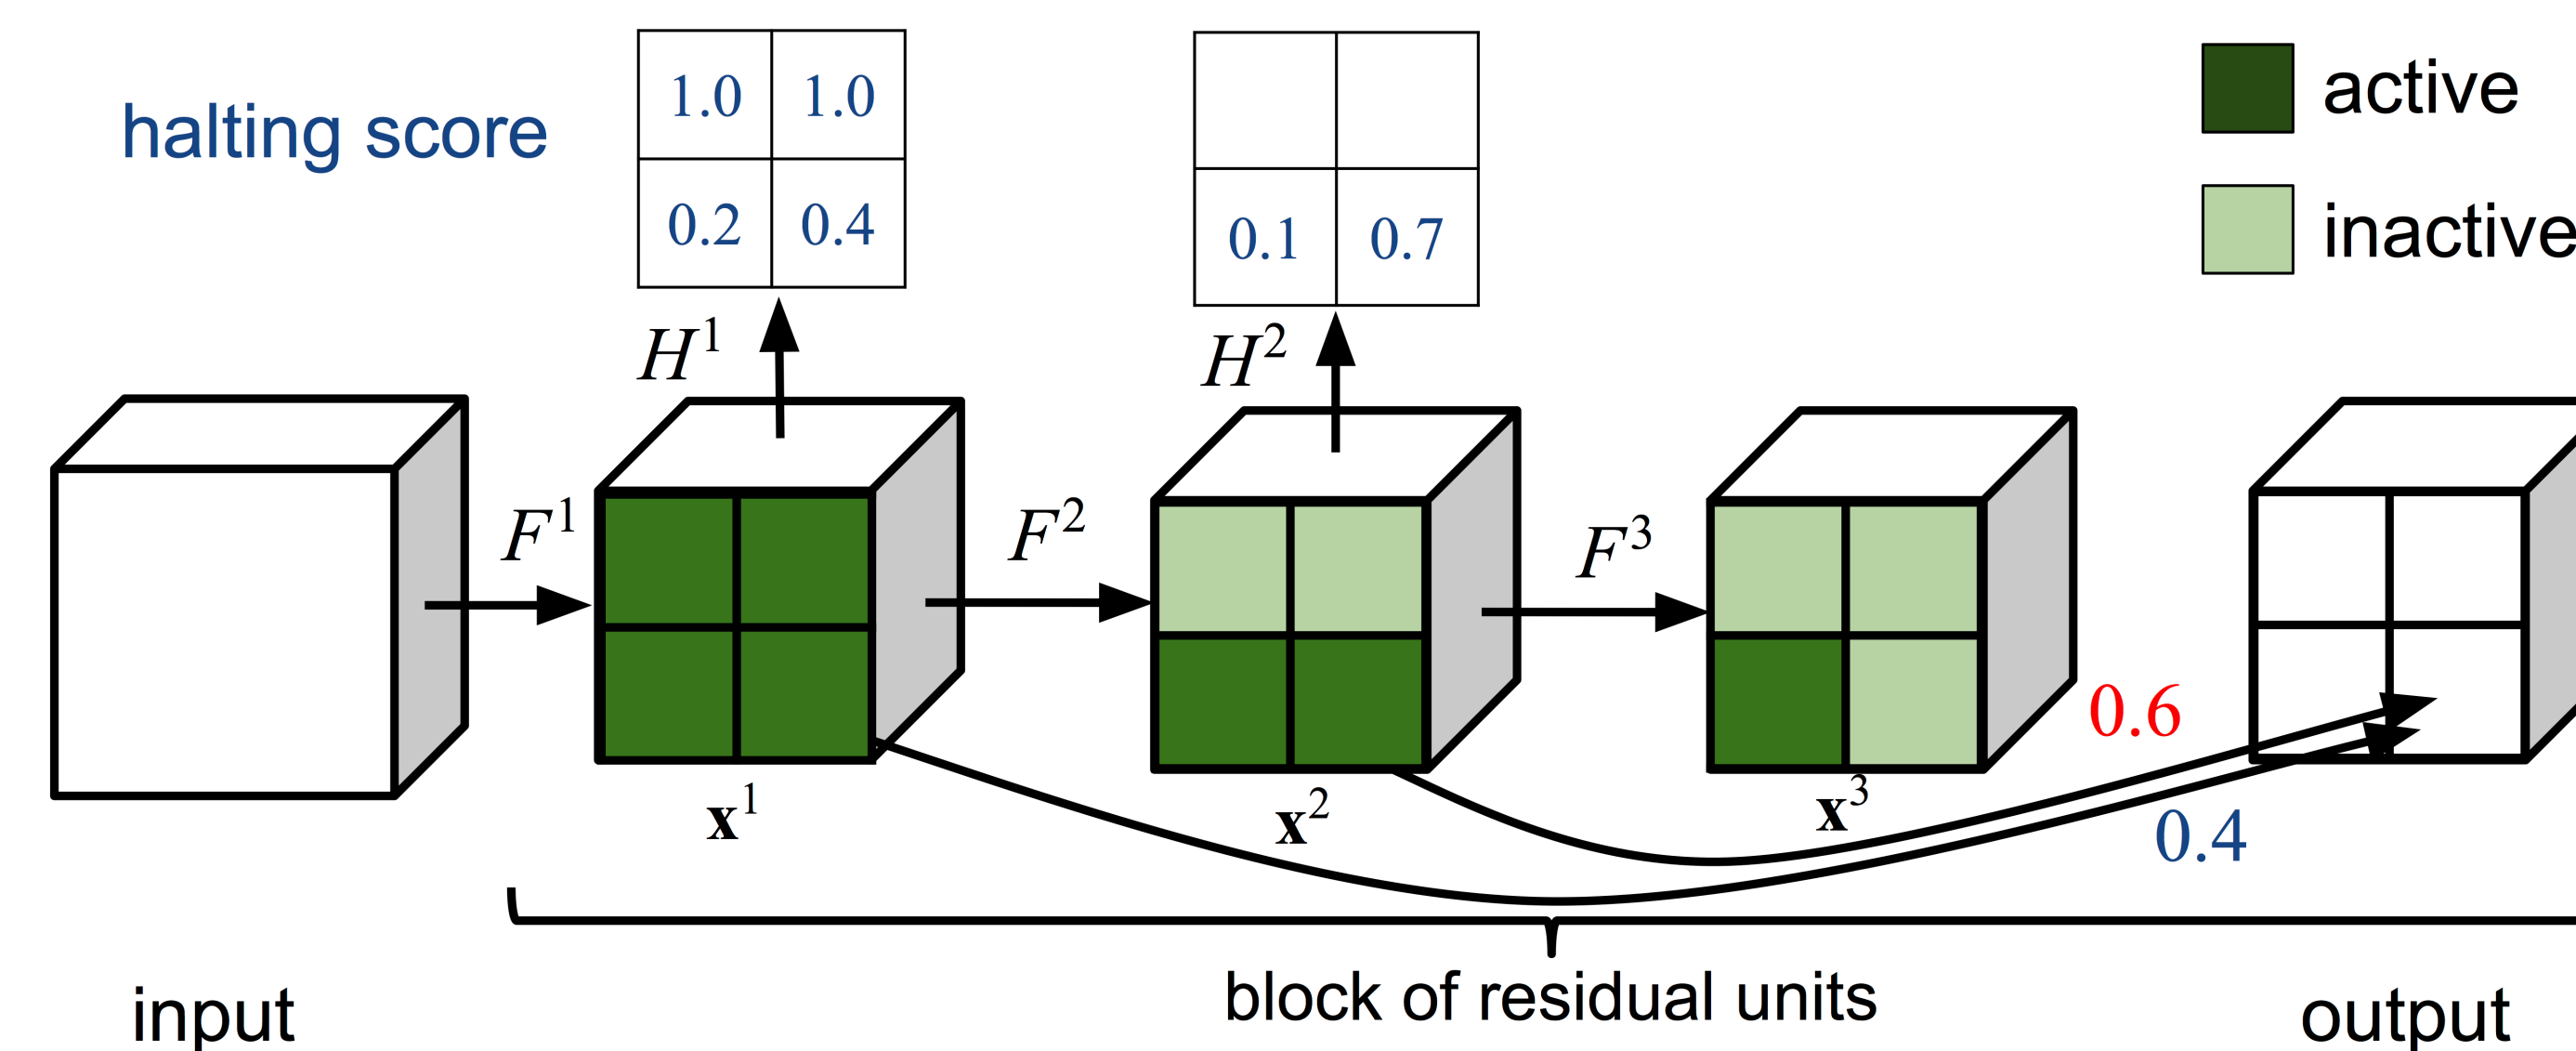 halting score
1.0 1.0
0.2 0.4
0.1 0.7
active
inactive
H¹
H²
F¹
F²
F³
x¹
x²
x³
0.6
0.4
block of residual units
input
output